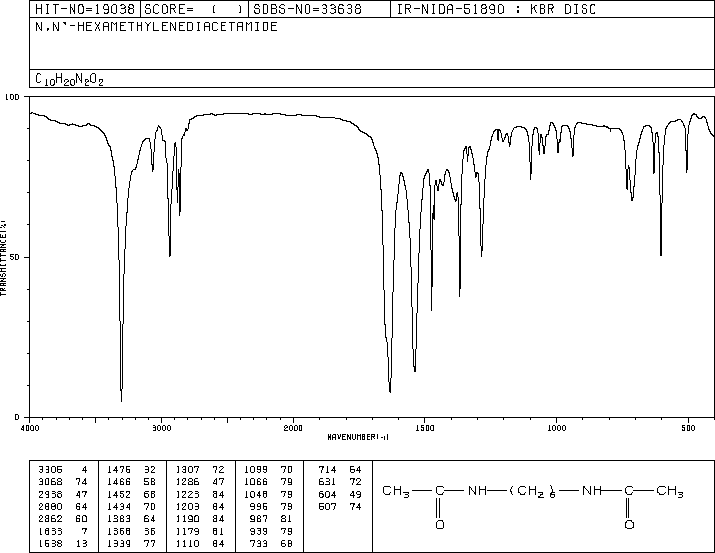 HIT-NO=19038 SCORE= ( ) SDBS-NO=33638 IR-NIDA-51890 : KBR DISC
N,N'-HEXAMETHYLENEDIACETAMIDE
C10H20N2O2
100
50
0
TRANSMITTANCE(%)
4000 3000 2000 1500 1000 500
WAVENUMBER(-1)
3305 4 1475 32 1307 72 1099 70 714 64
3068 74 1466 58 1286 47 1066 79 631 72
2938 47 1452 68 1223 84 1048 79 604 49
2880 64 1434 70 1203 84 996 79 507 74
2862 60 1383 64 1190 84 987 81
1633 7 1368 36 1179 81 939 79
1538 13 1339 77 1110 84 733 68
CH3 C NH (CH2)6 NH C CH3
O O